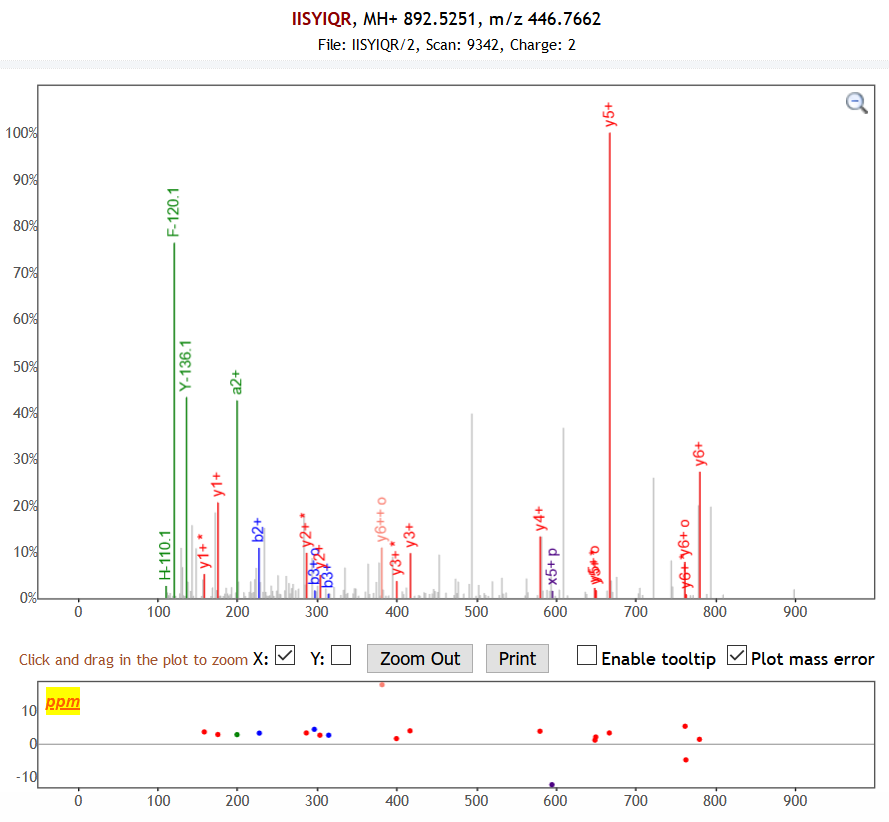 IISYIQR, MH+ 892.5251, m/z 446.7662
File: IISYIQR/2, Scan: 9342, Charge: 2
100%
90%
80%
70%
60%
50%
40%
30%
20%
10%
0%
H-110.1
F-120.1
Y-136.1
y1+ *
y1+
a2+
b2+
y2+ *
b3+ o
y2+
b3+
y6++ o
y3+ *
y3+
y4+
x5+ p
y5+ o
y5+
y6+ *
y6+ o
y6+
0 100 200 300 400 500 600 700 800 900
Click and drag in the plot to zoom X: Y: Zoom Out Print Enable tooltip Plot mass error
ppm
10
0
-10
0 100 200 300 400 500 600 700 800 900